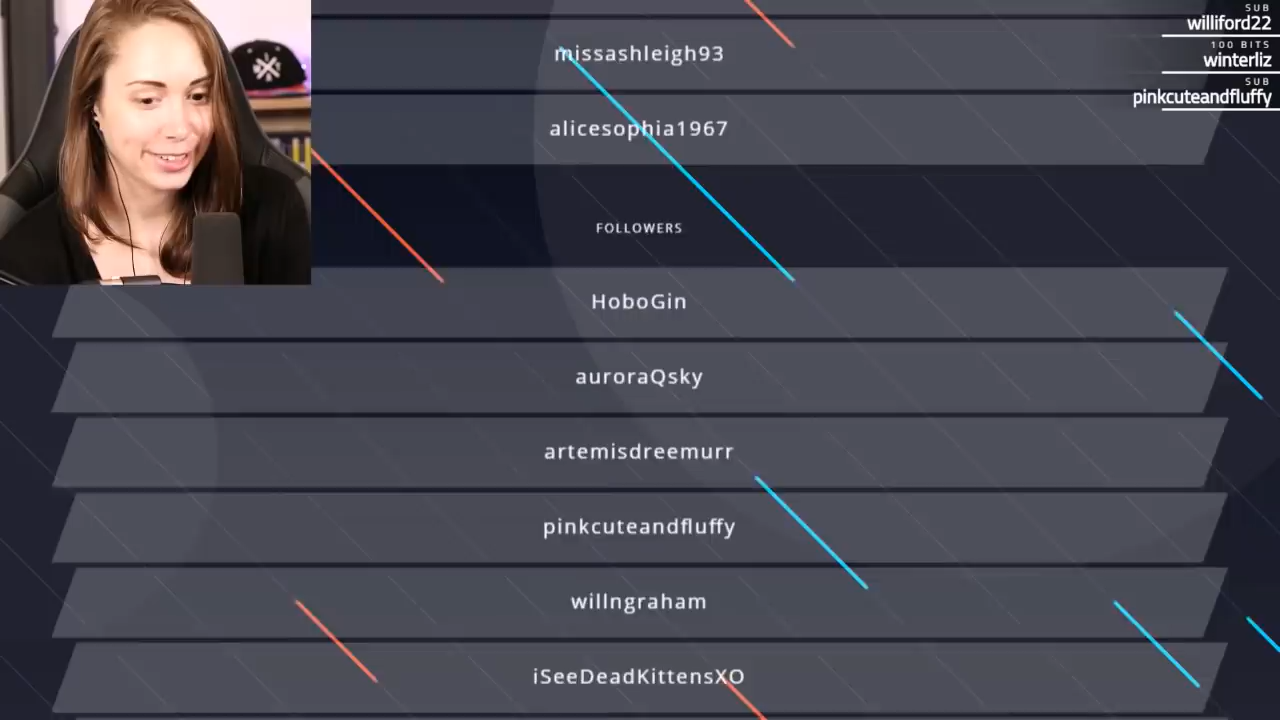 missashleigh93
alicesophia1967
SUB
williford22
100 BITS
winterliz
SUB
pinkcuteandfluffy
FOLLOWERS
HoboGin
auroraQsky
artemisdreemurr
pinkcuteandfluffy
willngraham
iSeeDeadKittensXO